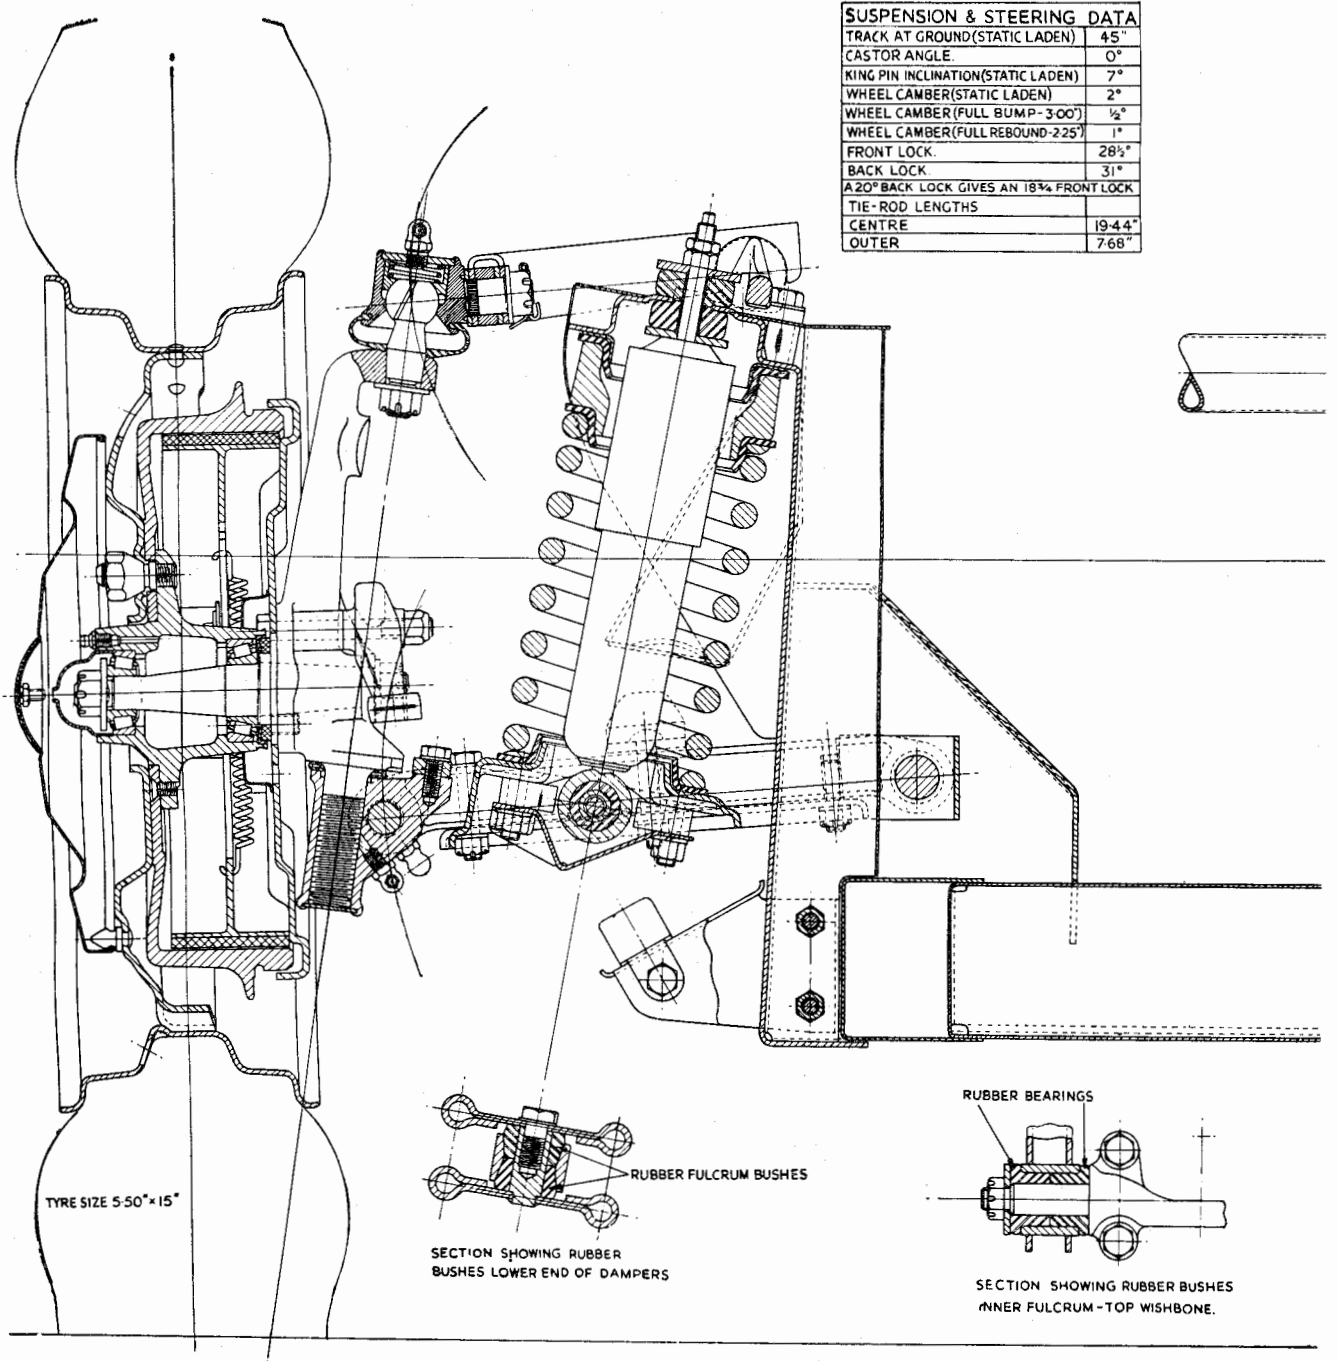 SUSPENSION & STEERING DATA
TRACK AT GROUND (STATIC LADEN) 45"
CASTOR ANGLE. 0°
KING PIN INCLINATION (STATIC LADEN) 7°
WHEEL CAMBER (STATIC LADEN) 2°
WHEEL CAMBER (FULL BUMP-3·00") ½°
WHEEL CAMBER (FULL REBOUND-2·25") 1°
FRONT LOCK. 28½°
BACK LOCK. 31°
A 20° BACK LOCK GIVES AN 18¾ FRONT LOCK
TIE-ROD LENGTHS
CENTRE 19·44"
OUTER 7·68"
RUBBER BEARINGS
RUBBER FULCRUM BUSHES
TYRE SIZE 5·50" × 15"
SECTION SHOWING RUBBER
BUSHES LOWER END OF DAMPERS
SECTION SHOWING RUBBER BUSHES
INNER FULCRUM-TOP WISHBONE.